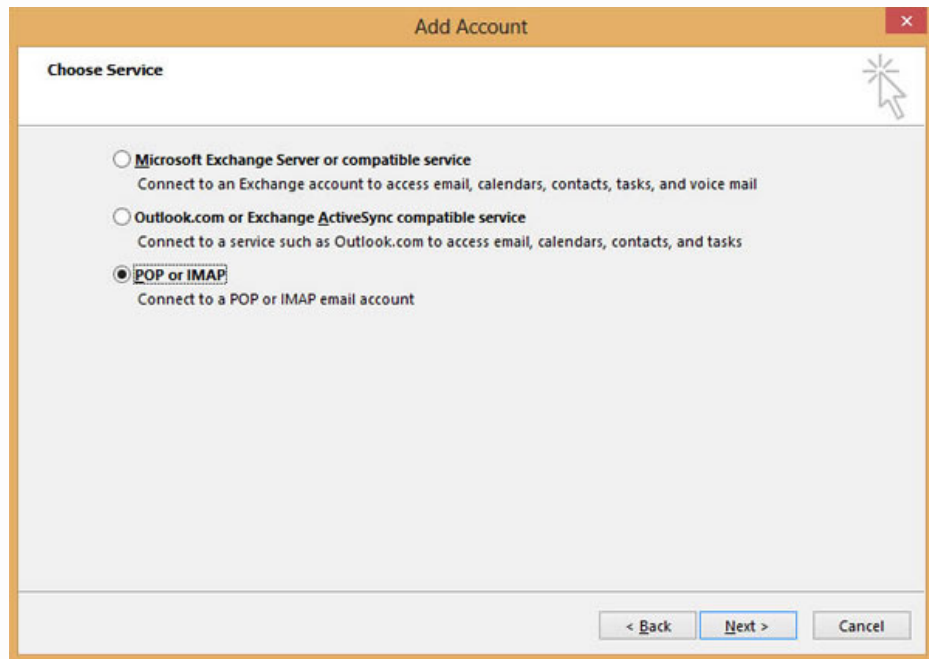 Add Account
Choose Service
Microsoft Exchange Server or compatible service
Connect to an Exchange account to access email, calendars, contacts, tasks, and voice mail
Outlook.com or Exchange ActiveSync compatible service
Connect to a service such as Outlook.com to access email, calendars, contacts, and tasks
POP or IMAP
Connect to a POP or IMAP email account
< Back Next > Cancel